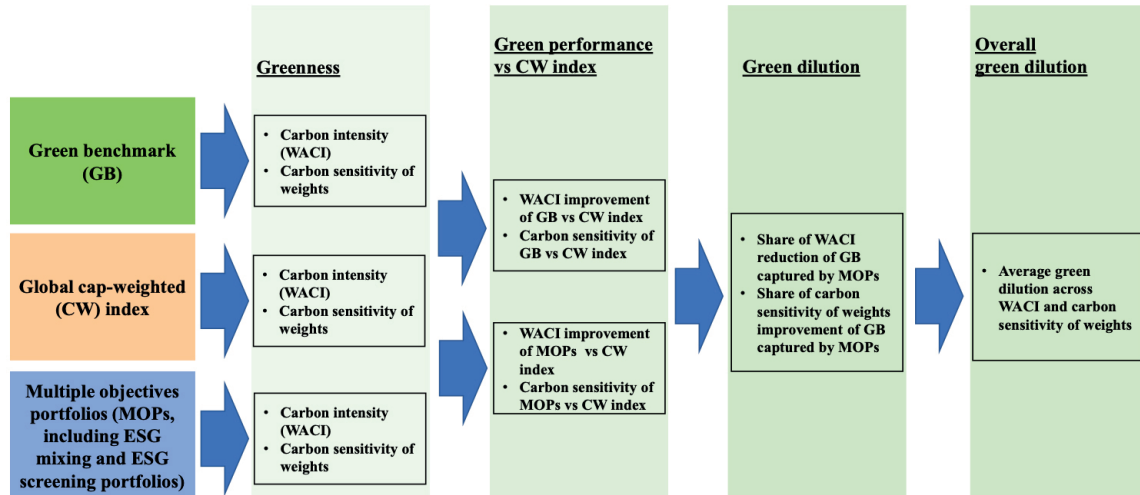 Greenness
Green performance
vs CW index
Green dilution
Overall
green dilution
Green benchmark
(GB)
• Carbon intensity
(WACI)
• Carbon sensitivity of
weights
Global cap-weighted
(CW) index
• Carbon intensity
(WACI)
• Carbon sensitivity of
weights
Multiple objectives
portfolios (MOPs,
including ESG
mixing and ESG
screening portfolios)
• Carbon intensity
(WACI)
• Carbon sensitivity of
weights
• WACI improvement
of GB vs CW index
• Carbon sensitivity of
GB vs CW index
• WACI improvement
of MOPs vs CW
index
• Carbon sensitivity of
MOPs vs CW index
• Share of WACI
reduction of GB
captured by MOPs
• Share of carbon
sensitivity of weights
improvement of GB
captured by MOPs
• Average green
dilution across
WACI and carbon
sensitivity of weights